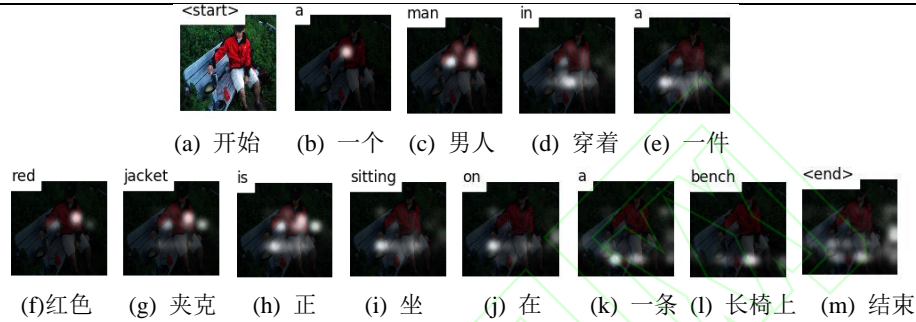 <start> a man in a
(a) 开始 (b) 一个 (c) 男人 (d) 穿着 (e) 一件
red jacket is sitting on a bench <end>
(f)红色 (g) 夹克 (h) 正 (i) 坐 (j) 在 (k) 一条 (l) 长椅上 (m) 结束